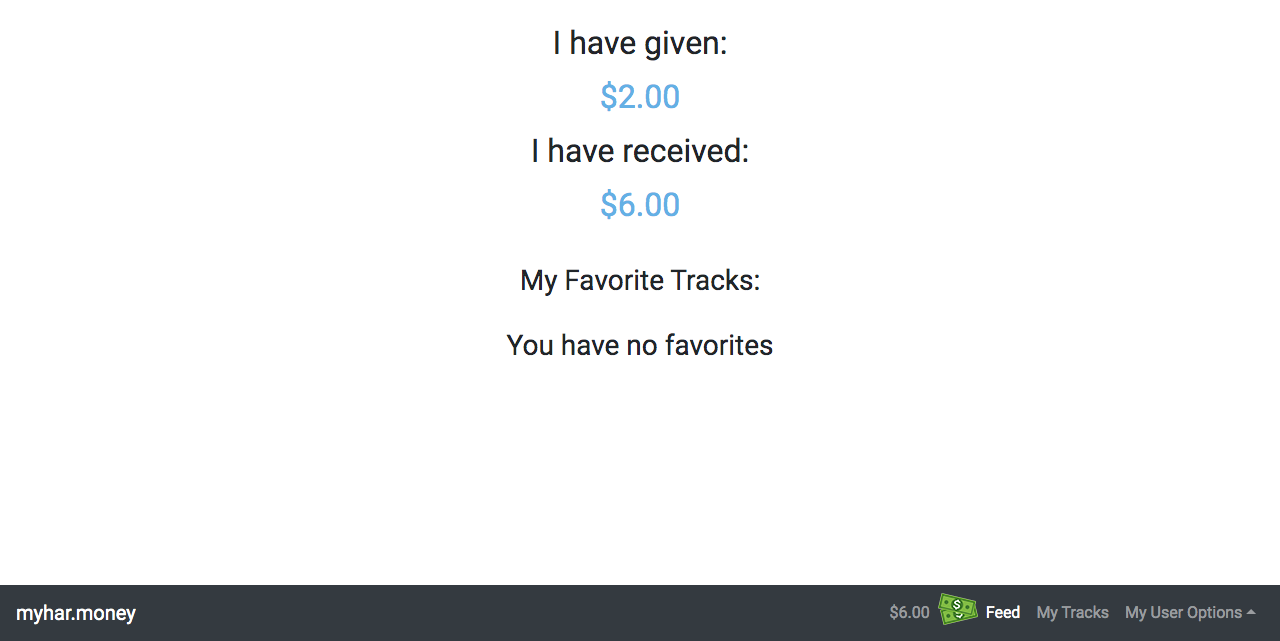 I have given:
$2.00
I have received:
$6.00
My Favorite Tracks:
You have no favorites
myhar.money $6.00 Feed My Tracks My User Options